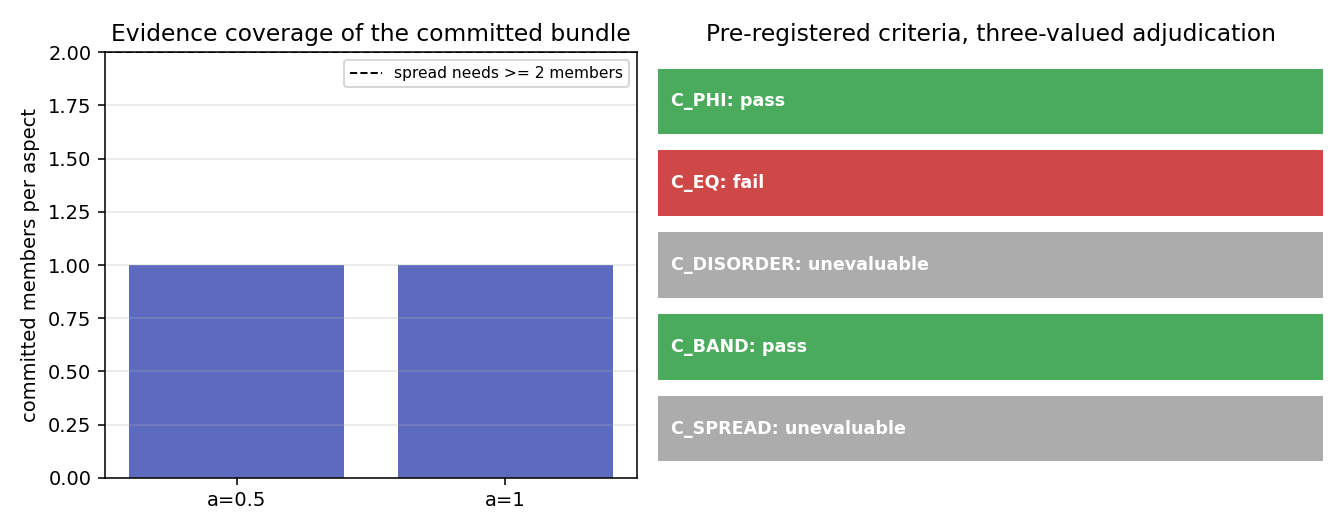 Evidence coverage of the committed bundle
committed members per aspect
2.00
1.75
1.50
1.25
1.00
0.75
0.50
0.25
0.00
a=0.5
a=1
spread needs >= 2 members
Pre-registered criteria, three-valued adjudication
C_PHI: pass
C_EQ: fail
C_DISORDER: unevaluable
C_BAND: pass
C_SPREAD: unevaluable